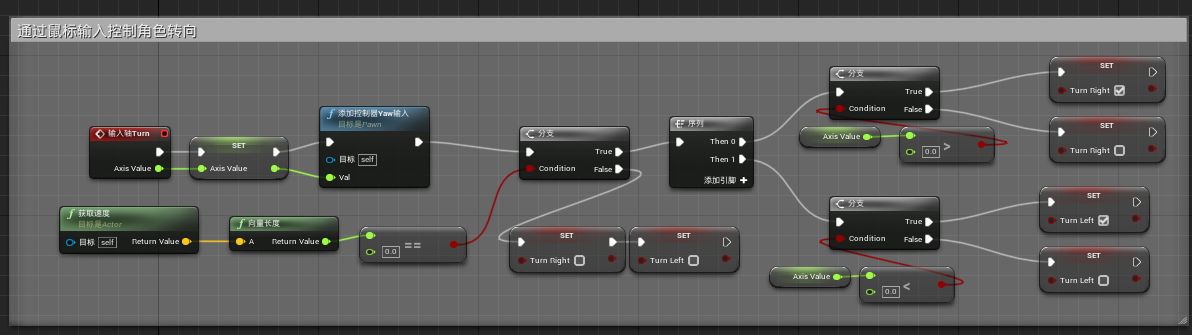 通过鼠标输入控制角色转向
输入轴Turn
Axis Value
SET
Axis Value
添加控制器Yaw输入
目标是Pawn
目标 self
Val
分支
True
Condition False
序列
Then 0
Then 1
添加引脚
分支
True
Condition False
Axis Value
0.0 >
SET
Turn Right
SET
Turn Right
获取速度
目标是Actor
目标 self Return Value
向量长度
A Return Value
0.0 ==
SET
Turn Right
SET
Turn Left
分支
True
Condition False
Axis Value
0.0 <
SET
Turn Left
SET
Turn Left